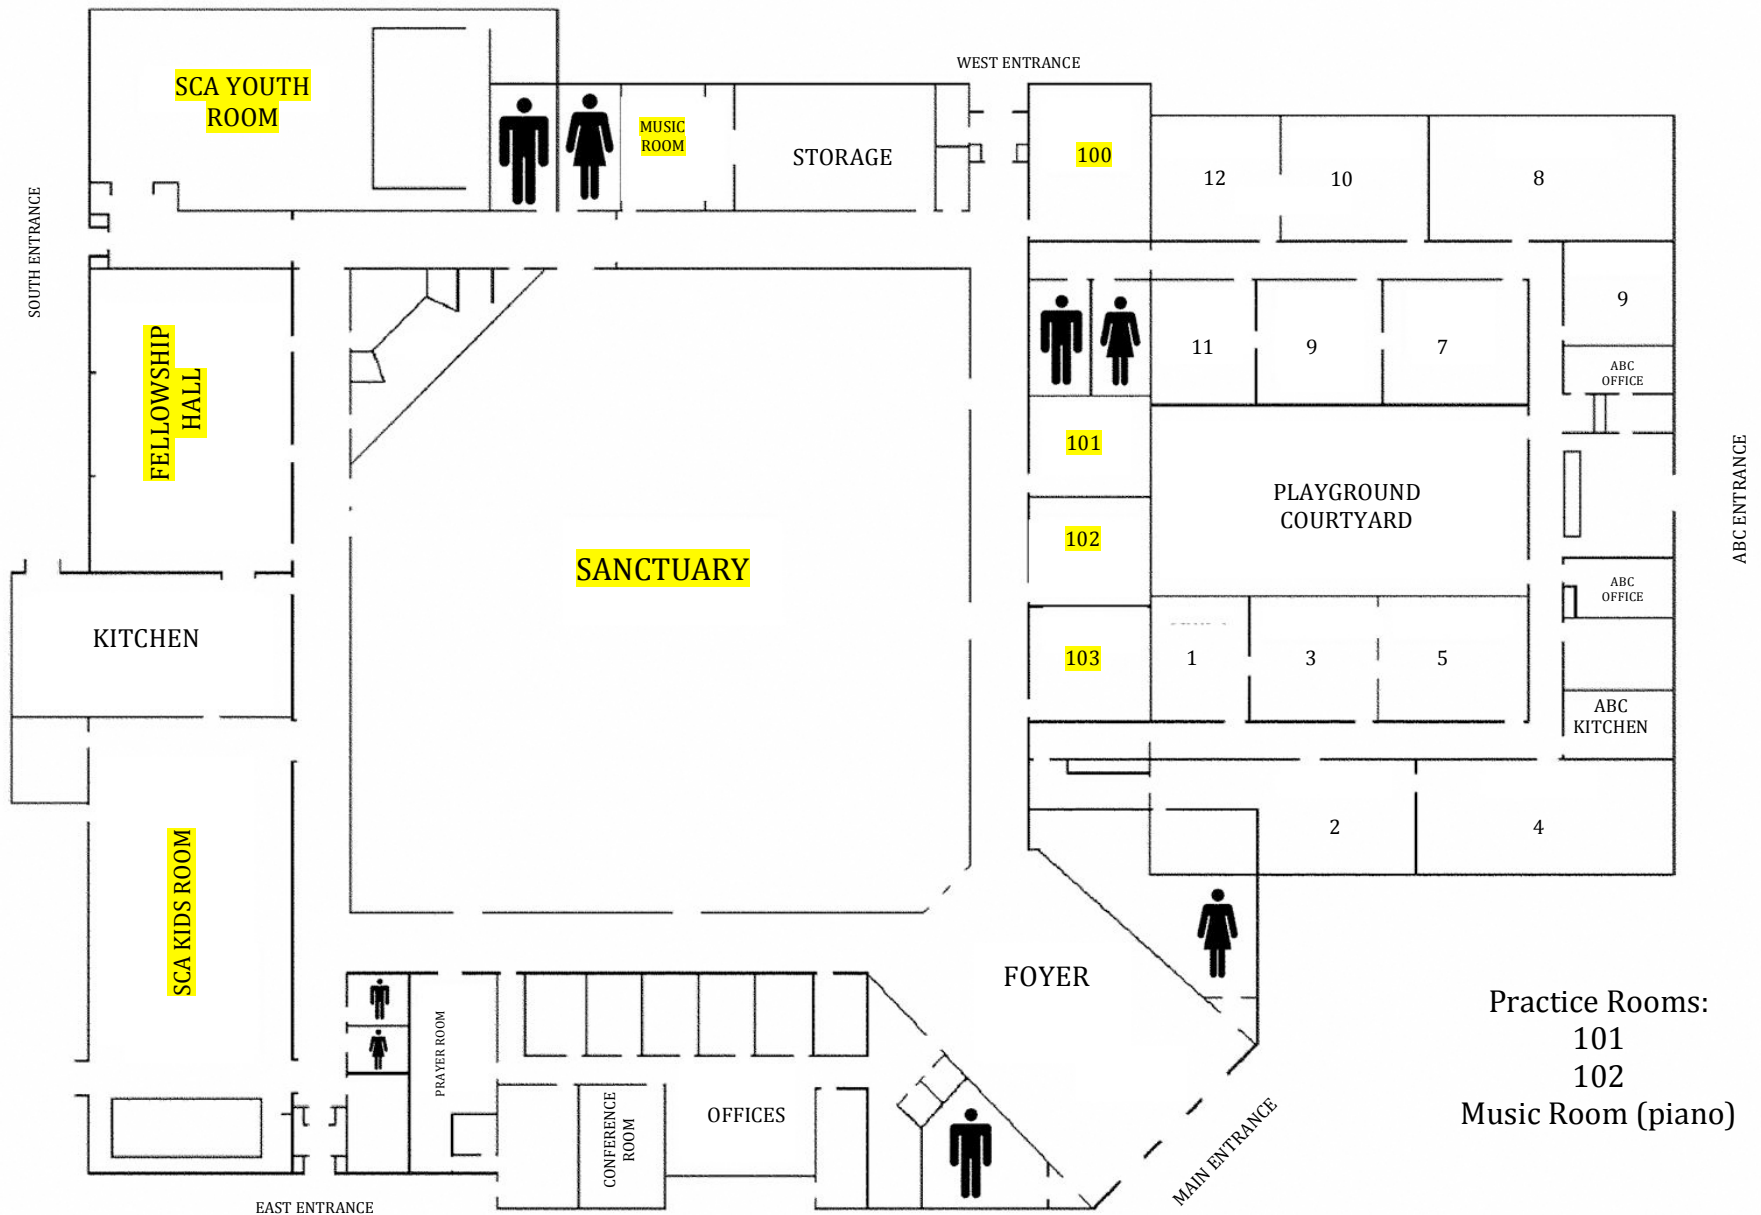 WEST ENTRANCE
SCA YOUTH
ROOM
MUSIC
ROOM
STORAGE
100
12
10
8
SOUTH ENTRANCE
FELLOWSHIP
HALL
11
9
7
9
ABC
OFFICE
101
PLAYGROUND
COURTYARD
ABC ENTRANCE
102
SANCTUARY
ABC
OFFICE
KITCHEN
103
1
3
5
ABC
KITCHEN
2
4
SCA KIDS ROOM
FOYER
PRAYER ROOM
CONFERENCE
ROOM
OFFICES
MAIN ENTRANCE
EAST ENTRANCE
Practice Rooms:
101
102
Music Room (piano)